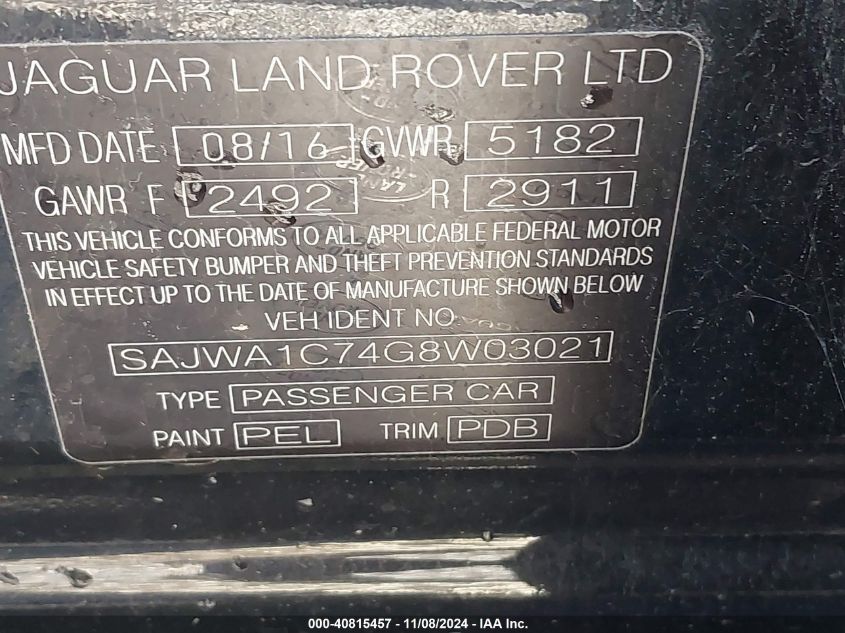 JAGUAR LAND ROVER LTD
MFD DATE 08/16 GVWR 5182
GAWR F 2492 R 2911
THIS VEHICLE CONFORMS TO ALL APPLICABLE FEDERAL MOTOR
VEHICLE SAFETY BUMPER AND THEFT PREVENTION STANDARDS
IN EFFECT UP TO THE DATE OF MANUFACTURE SHOWN BELOW
VEH IDENT NO
SAJWA1C74G8W03021
TYPE PASSENGER CAR
PAINT PEL TRIM PDB
000-40815457 - 11/08/2024 - IAA Inc.